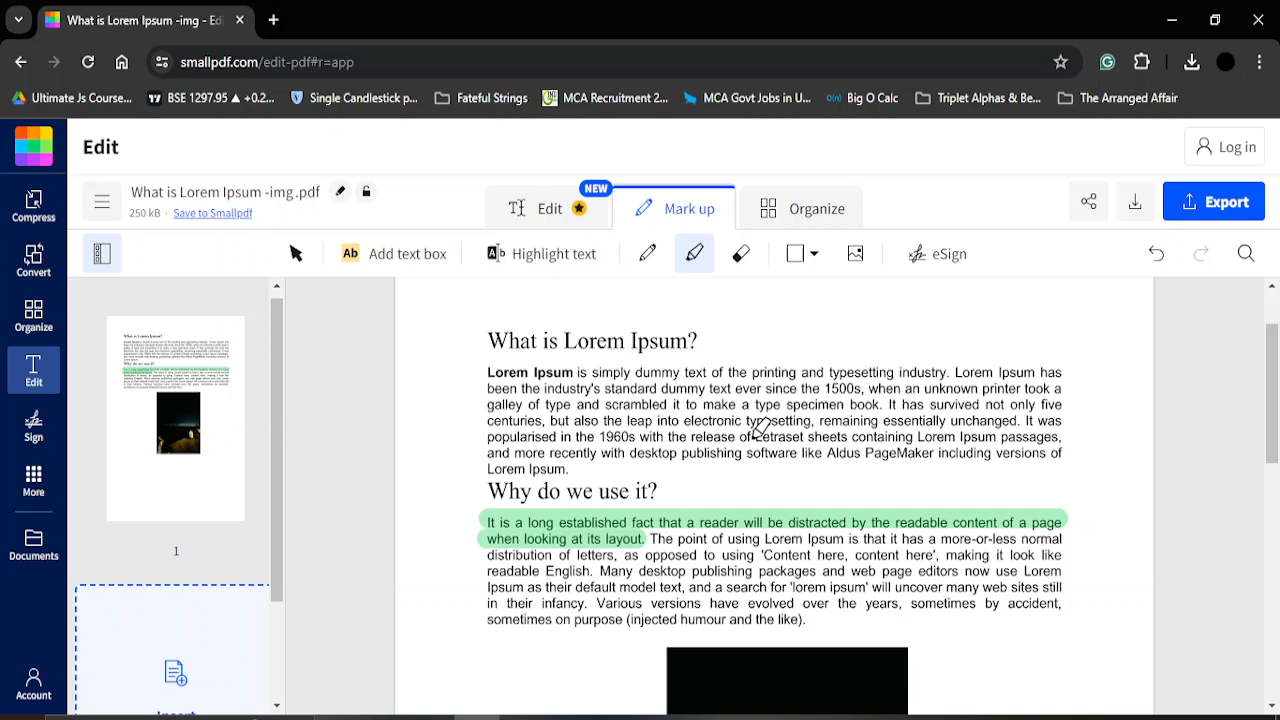 What is Lorem Ipsum -img - Edi
smallpdf.com/edit-pdf#r=app
Ultimate Js Course...
BSE 1297.95 ▲ +0.2...
Single Candlestick p...
Fateful Strings
MCA Recruitment 2...
MCA Govt Jobs in U...
O(n) Big O Calc
Triplet Alphas & Be...
The Arranged Affair
Edit
Log in
What is Lorem Ipsum -img.pdf
250 kB · Save to Smallpdf
Edit
NEW
Mark up
Organize
Export
Ab Add text box
A Highlight text
eSign
Compress
Convert
Organize
Edit
Sign
More
Documents
Account
1
What is Lorem Ipsum?
Lorem Ipsum is simply dummy text of the printing and typesetting industry. Lorem Ipsum has
been the industry's standard dummy text ever since the 1500s, when an unknown printer took a
galley of type and scrambled it to make a type specimen book. It has survived not only five
centuries, but also the leap into electronic typesetting, remaining essentially unchanged. It was
popularised in the 1960s with the release of Letraset sheets containing Lorem Ipsum passages,
and more recently with desktop publishing software like Aldus PageMaker including versions of
Lorem Ipsum.
Why do we use it?
It is a long established fact that a reader will be distracted by the readable content of a page
when looking at its layout. The point of using Lorem Ipsum is that it has a more-or-less normal
distribution of letters, as opposed to using 'Content here, content here', making it look like
readable English. Many desktop publishing packages and web page editors now use Lorem
Ipsum as their default model text, and a search for 'lorem ipsum' will uncover many web sites still
in their infancy. Various versions have evolved over the years, sometimes by accident,
sometimes on purpose (injected humour and the like).